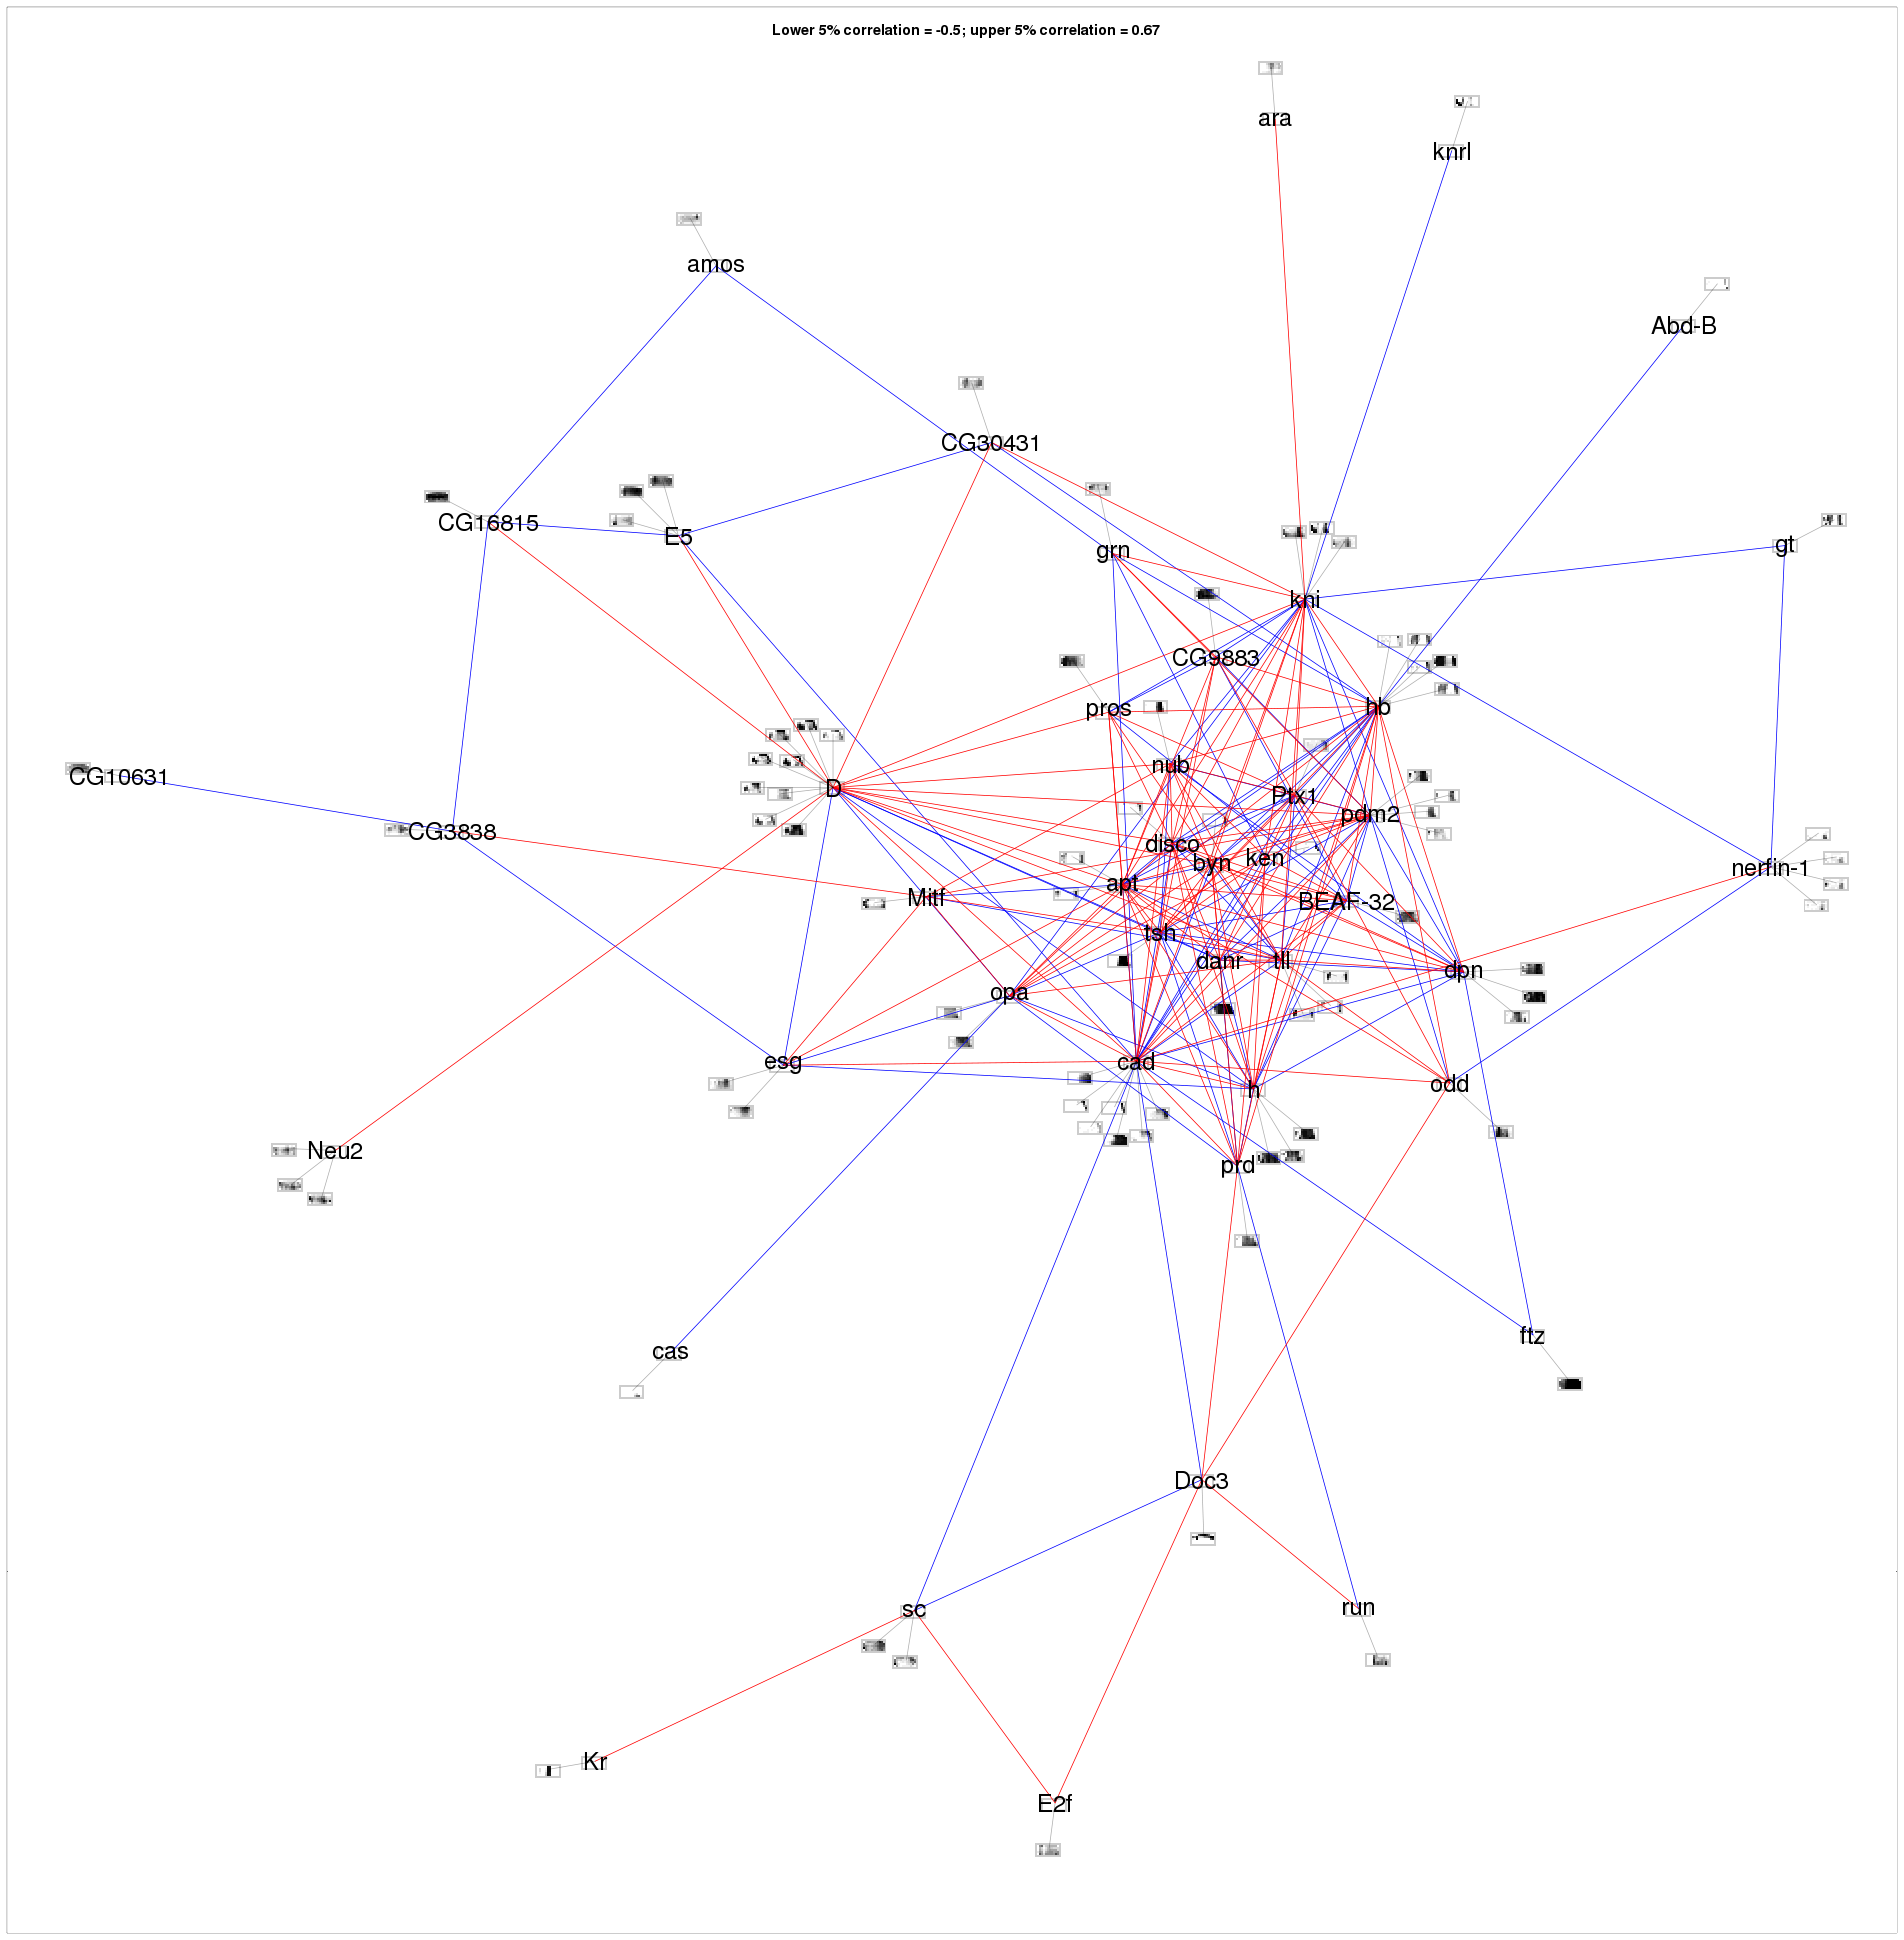 Lower 5% correlation = -0.5; upper 5% correlation = 0.67
ara
knrl
amos
Abd-B
CG30431
CG16815
E5
grn
gt
kni
CG9883
pros
hb
nub
CG10631
D
Ptx1
pdm2
CG3838
disco
byn
ken
nerfin-1
apt
Mitf
BEAF-32
tsh
danr
tll
dpn
opa
esg
cad
h
odd
Neu2
prd
cas
ftz
Doc3
sc
run
Kr
E2f